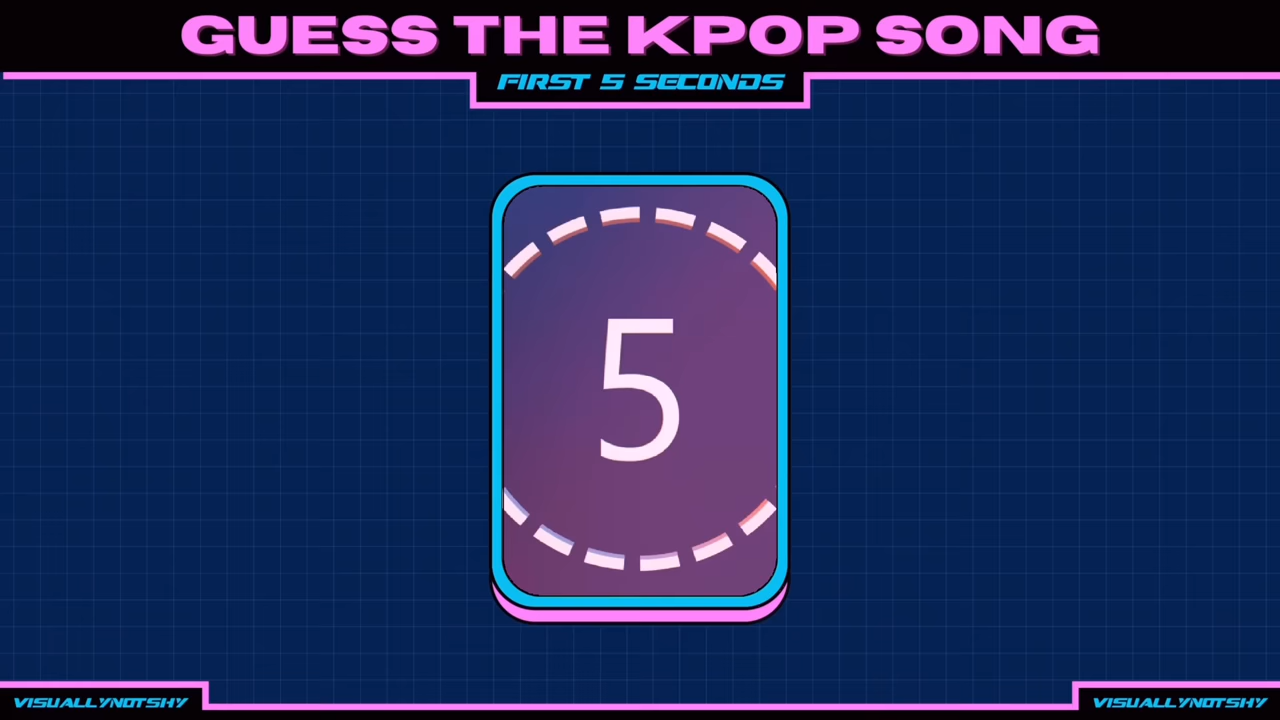 GUESS THE KPOP SONG
FIRST 5 SECONDS
5
VISUALLYNOTSHY
VISUALLYNOTSHY